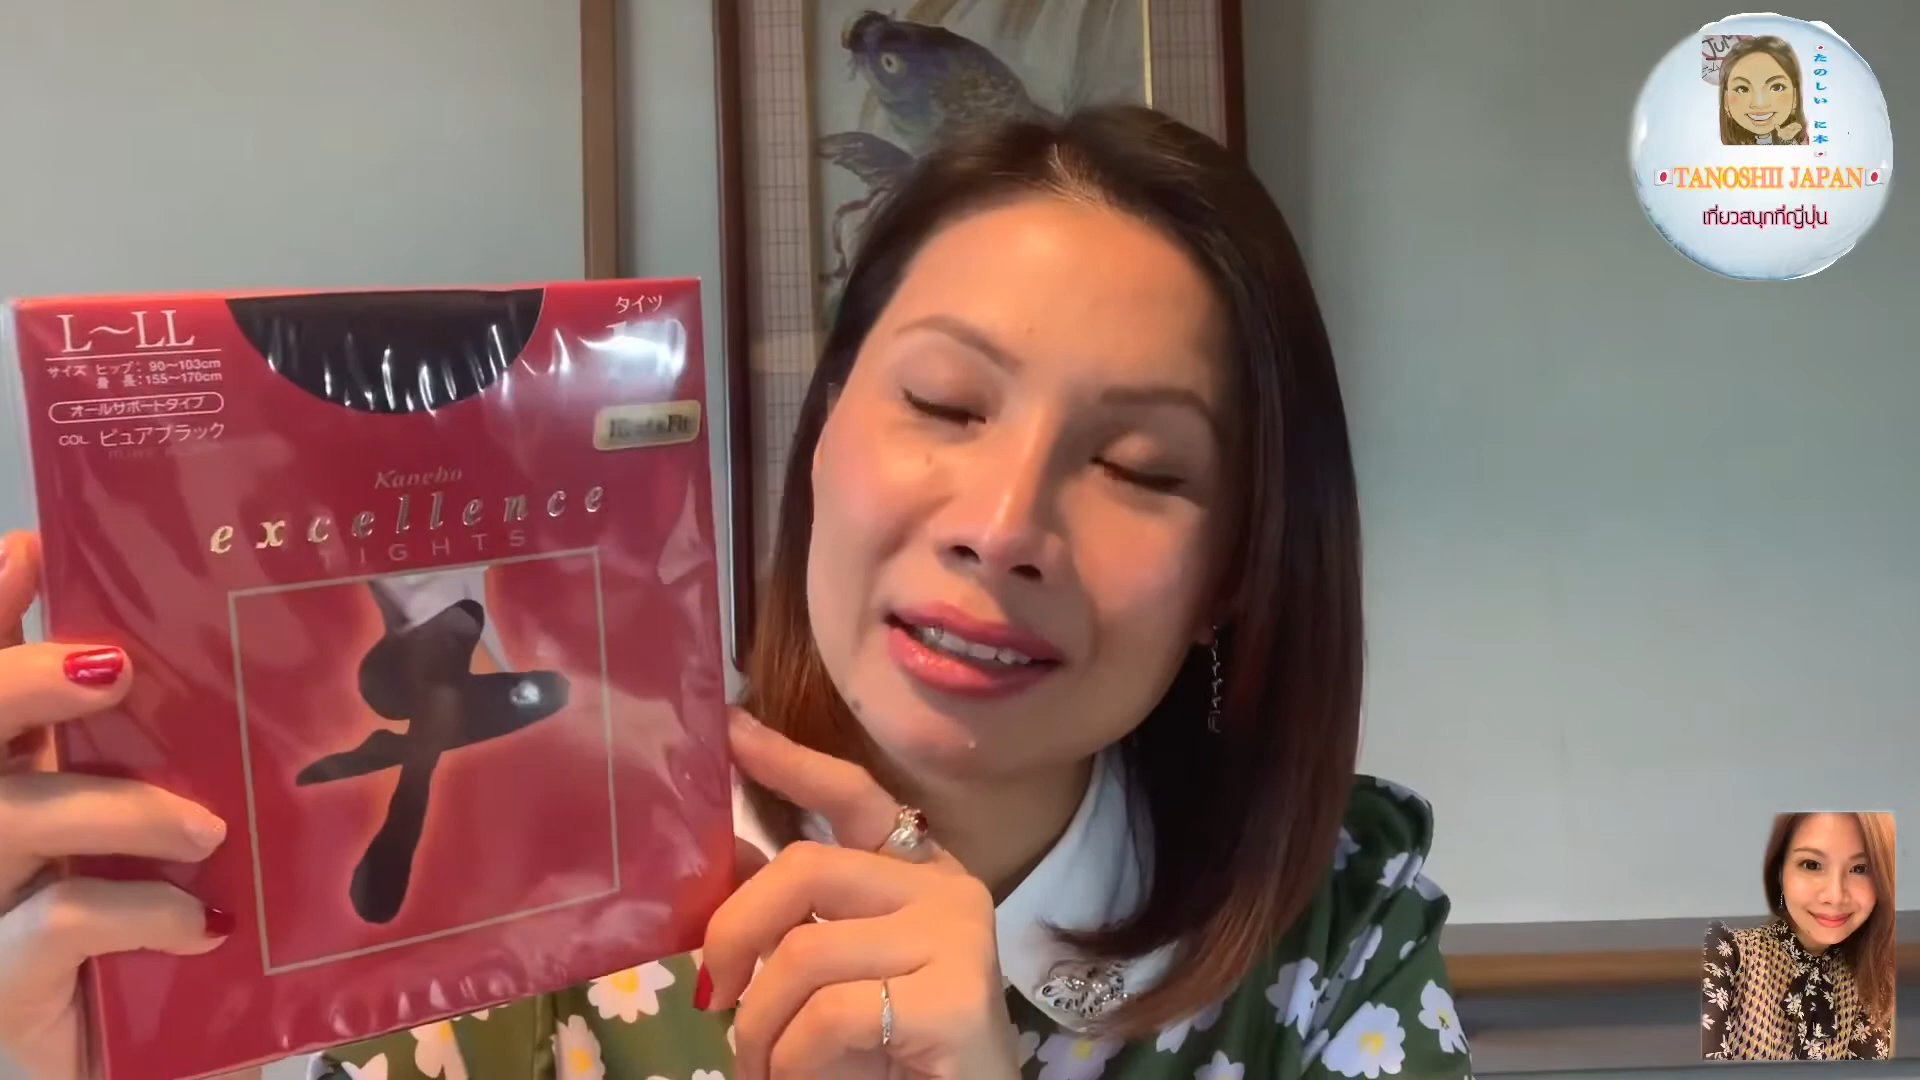 L～LL
サイズ ヒップ：90～103cm
身　長：155～170cm
オールサポートタイプ
COL ピュアブラック
タイツ
Kanebo
excellence
TIGHTS
たのしい に本
TANOSHII JAPAN
เที่ยวสนุกที่ญี่ปุ่น